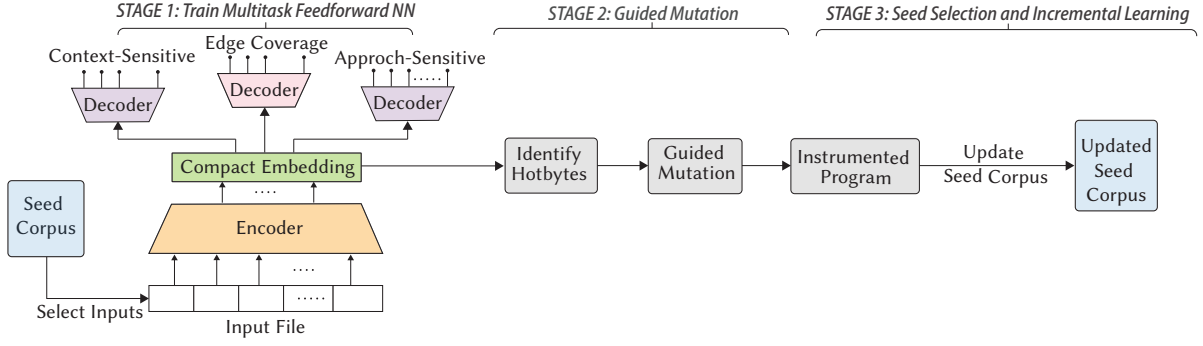 STAGE 1: Train Multitask Feedforward NN
STAGE 2: Guided Mutation
STAGE 3: Seed Selection and Incremental Learning
Context-Sensitive
Edge Coverage
Approch-Sensitive
.....
Decoder
Decoder
Decoder
Compact Embedding
....
Encoder
....
.....
Input File
Seed
Corpus
Select Inputs
Identify
Hotbytes
Guided
Mutation
Instrumented
Program
Update
Seed Corpus
Updated
Seed
Corpus